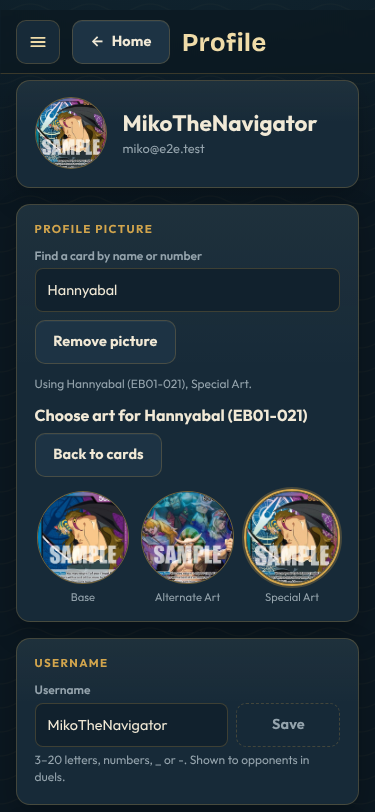 ← Home
Profile
SAMPLE
MikoTheNavigator
miko@e2e.test
PROFILE PICTURE
Find a card by name or number
Hannyabal
Remove picture
Using Hannyabal (EB01-021), Special Art.
Choose art for Hannyabal (EB01-021)
Back to cards
SAMPLE
SAMPLE
SAMPLE
Base
Alternate Art
Special Art
USERNAME
Username
MikoTheNavigator
Save
3–20 letters, numbers, _ or -. Shown to opponents in
duels.